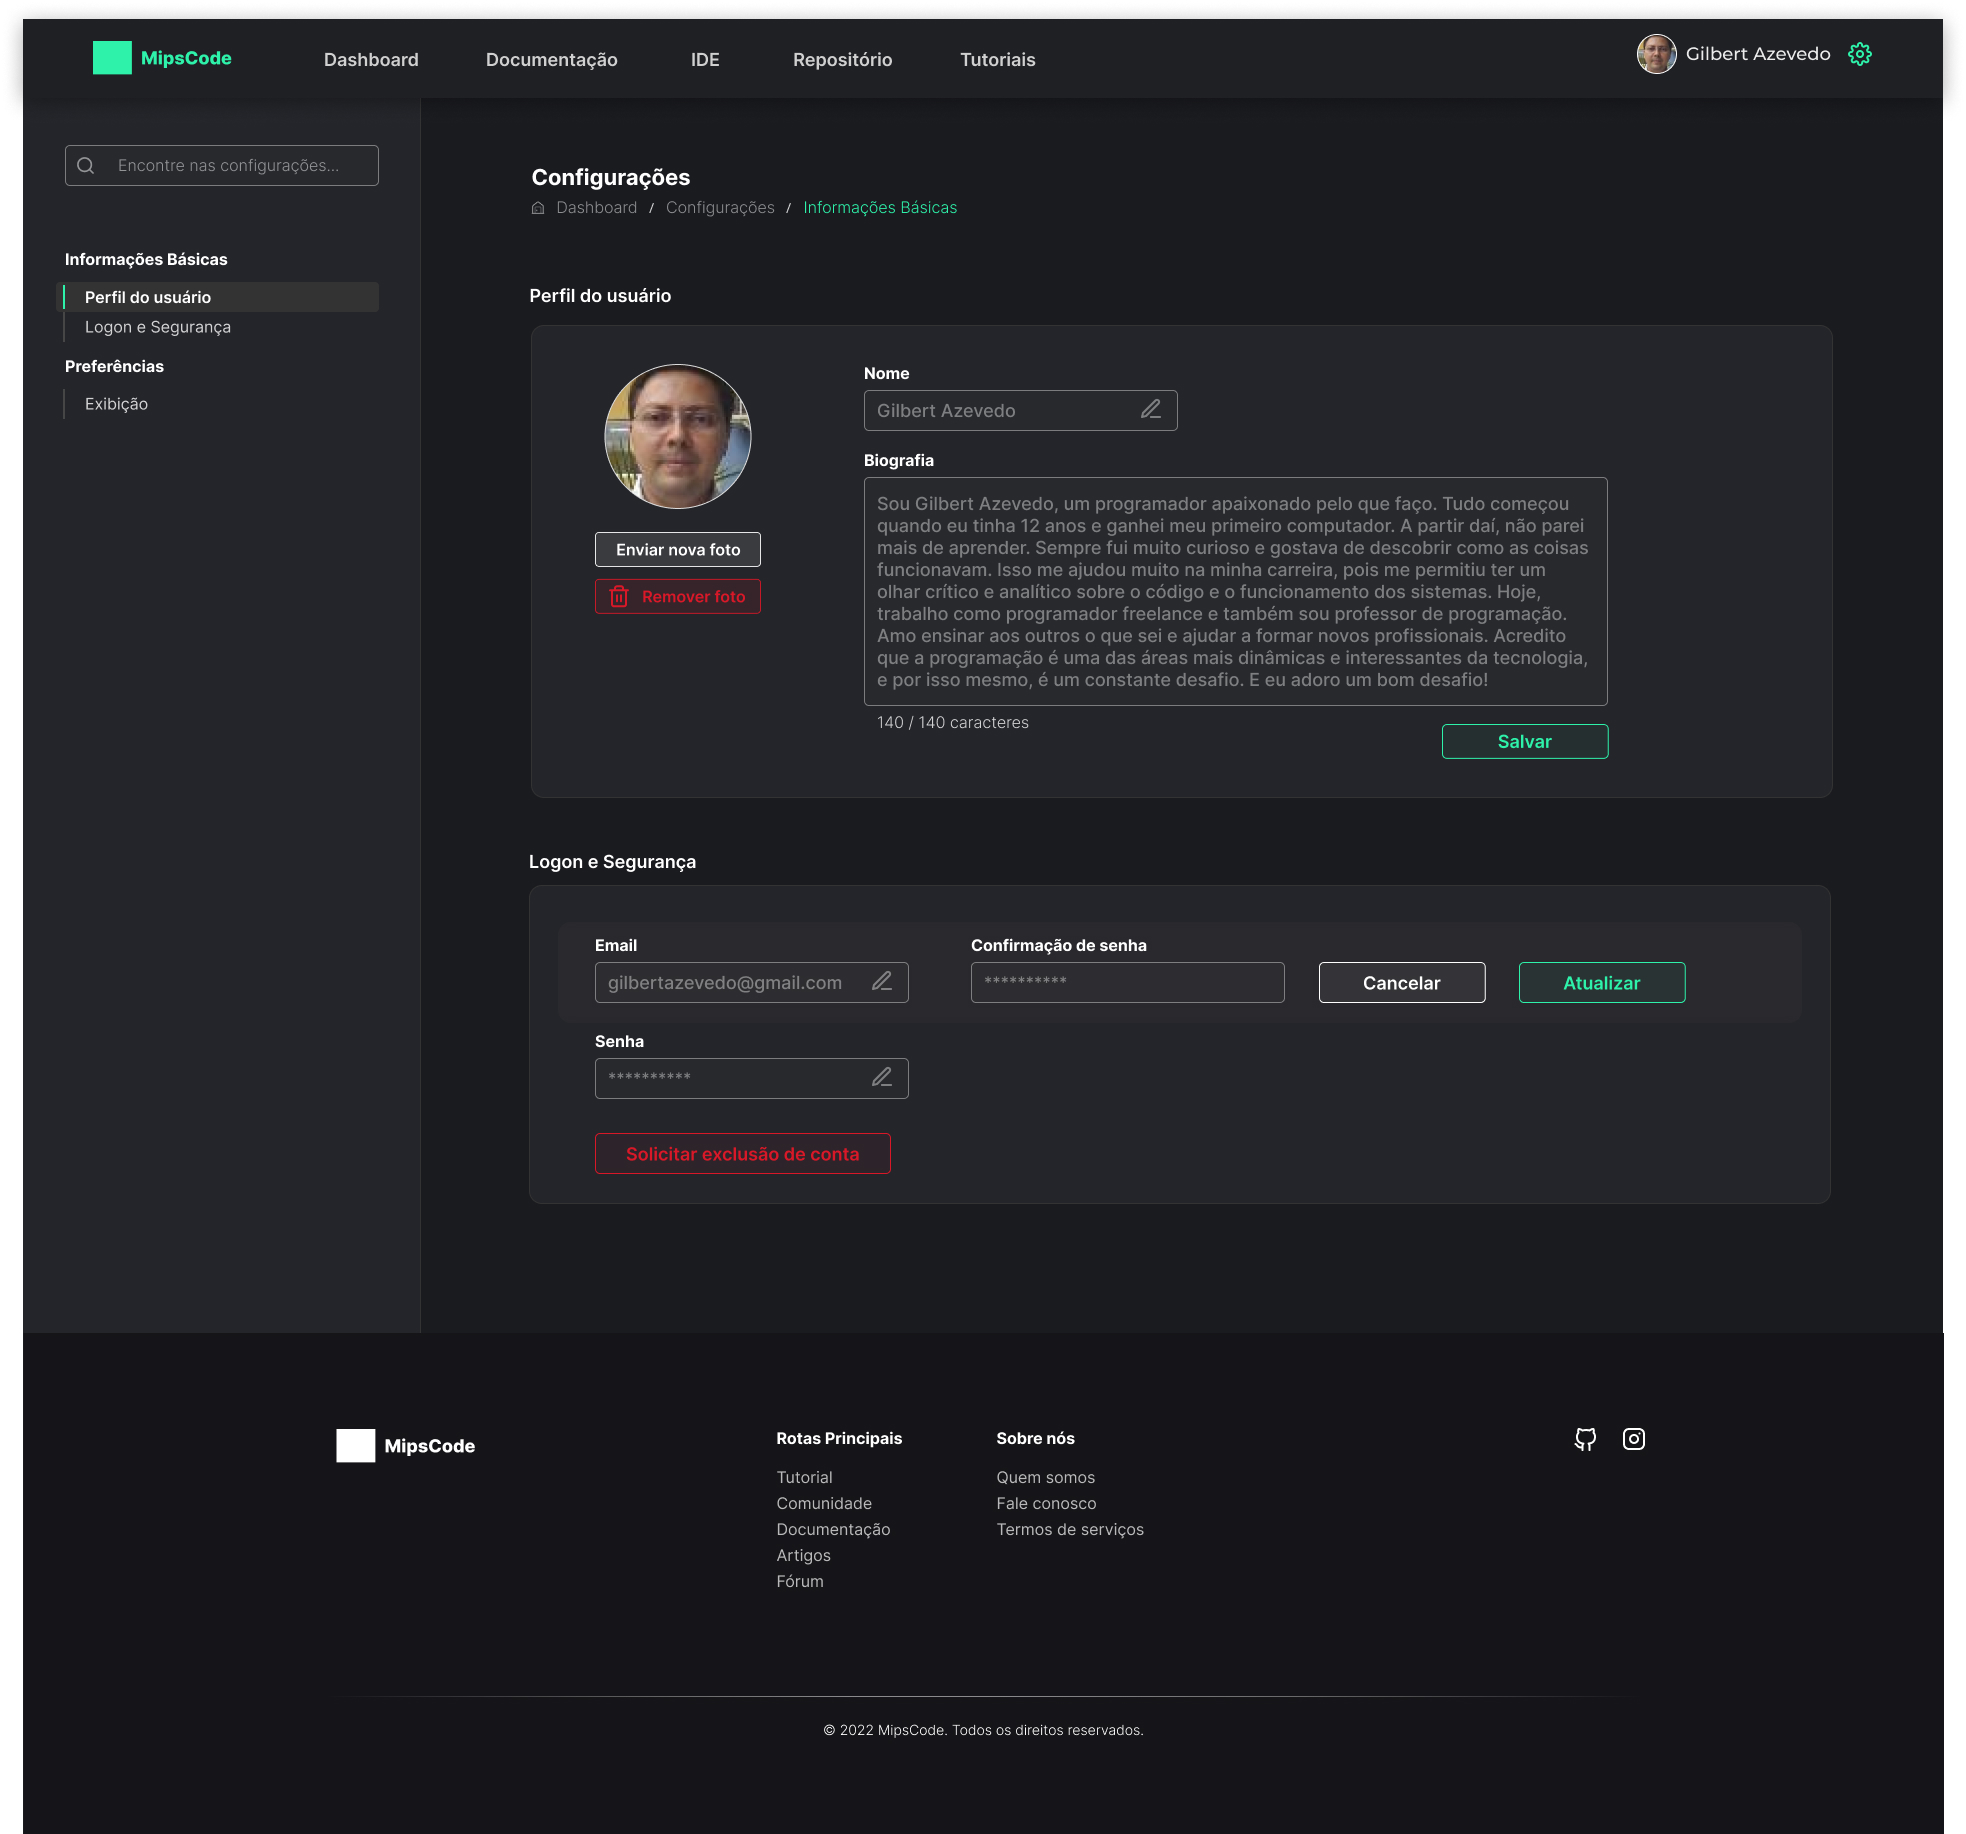 MipsCode
Dashboard
Documentação
IDE
Repositório
Tutoriais
Gilbert Azevedo
Encontre nas configurações...
Informações Básicas
Perfil do usuário
Logon e Segurança
Preferências
Exibição
Configurações
Dashboard / Configurações / Informações Básicas
Perfil do usuário
Enviar nova foto
Remover foto
Nome
Gilbert Azevedo
Biografia
Sou Gilbert Azevedo, um programador apaixonado pelo que faço. Tudo começou
quando eu tinha 12 anos e ganhei meu primeiro computador. A partir daí, não parei
mais de aprender. Sempre fui muito curioso e gostava de descobrir como as coisas
funcionavam. Isso me ajudou muito na minha carreira, pois me permitiu ter um
olhar crítico e analítico sobre o código e o funcionamento dos sistemas. Hoje,
trabalho como programador freelance e também sou professor de programação.
Amo ensinar aos outros o que sei e ajudar a formar novos profissionais. Acredito
que a programação é uma das áreas mais dinâmicas e interessantes da tecnologia,
e por isso mesmo, é um constante desafio. E eu adoro um bom desafio!
140 / 140 caracteres
Salvar
Logon e Segurança
Email
gilbertazevedo@gmail.com
Confirmação de senha
**********
Cancelar
Atualizar
Senha
**********
Solicitar exclusão de conta
MipsCode
Rotas Principais
Tutorial
Comunidade
Documentação
Artigos
Fórum
Sobre nós
Quem somos
Fale conosco
Termos de serviços
© 2022 MipsCode. Todos os direitos reservados.